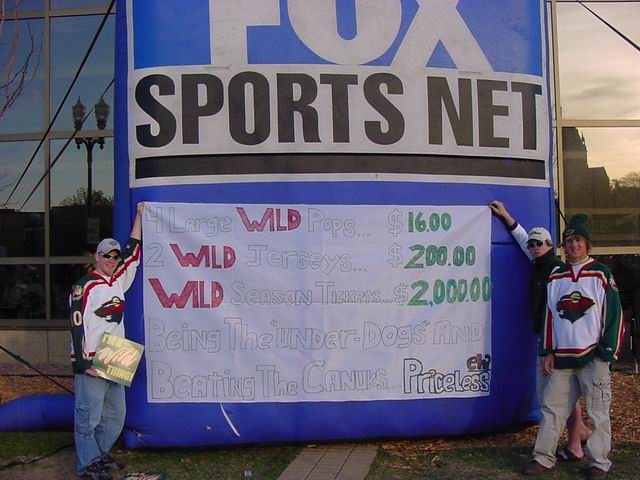 FOX
SPORTS NET
4 Large WILD Pops... $16.00
2 WILD Jerseys... $200.00
WILD Season Tickets... $2,000.00
Being The "under-Dogs" And
eh?
Beating The Canuks... Priceless
Wild